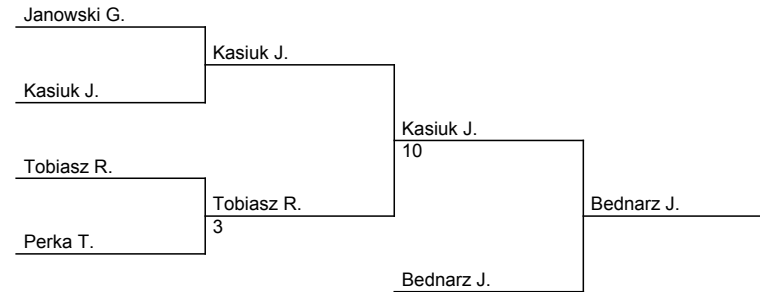 Janowski G.
Kasiuk J.
Kasiuk J.
Kasiuk J.
10
Tobiasz R.
Tobiasz R.
3
Bednarz J.
Perka T.
Bednarz J.